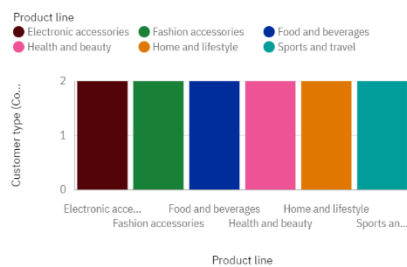 Product line
Electronic accessories Fashion accessories Food and beverages
Health and beauty Home and lifestyle Sports and travel
Customer type (Co...
2
1
0
Electronic acce... Food and beverages Home and lifestyle
Fashion accessories Health and beauty Sports an...
Product line